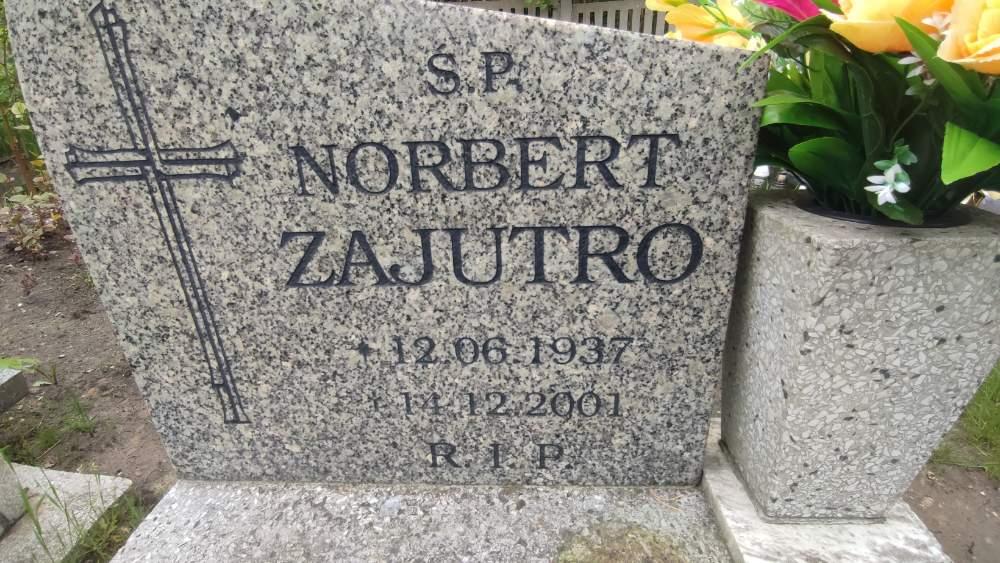 Ś.P.
NORBERT
ZAJUTRO
* 12.06.1937
† 14.12.2001
R.I.P.